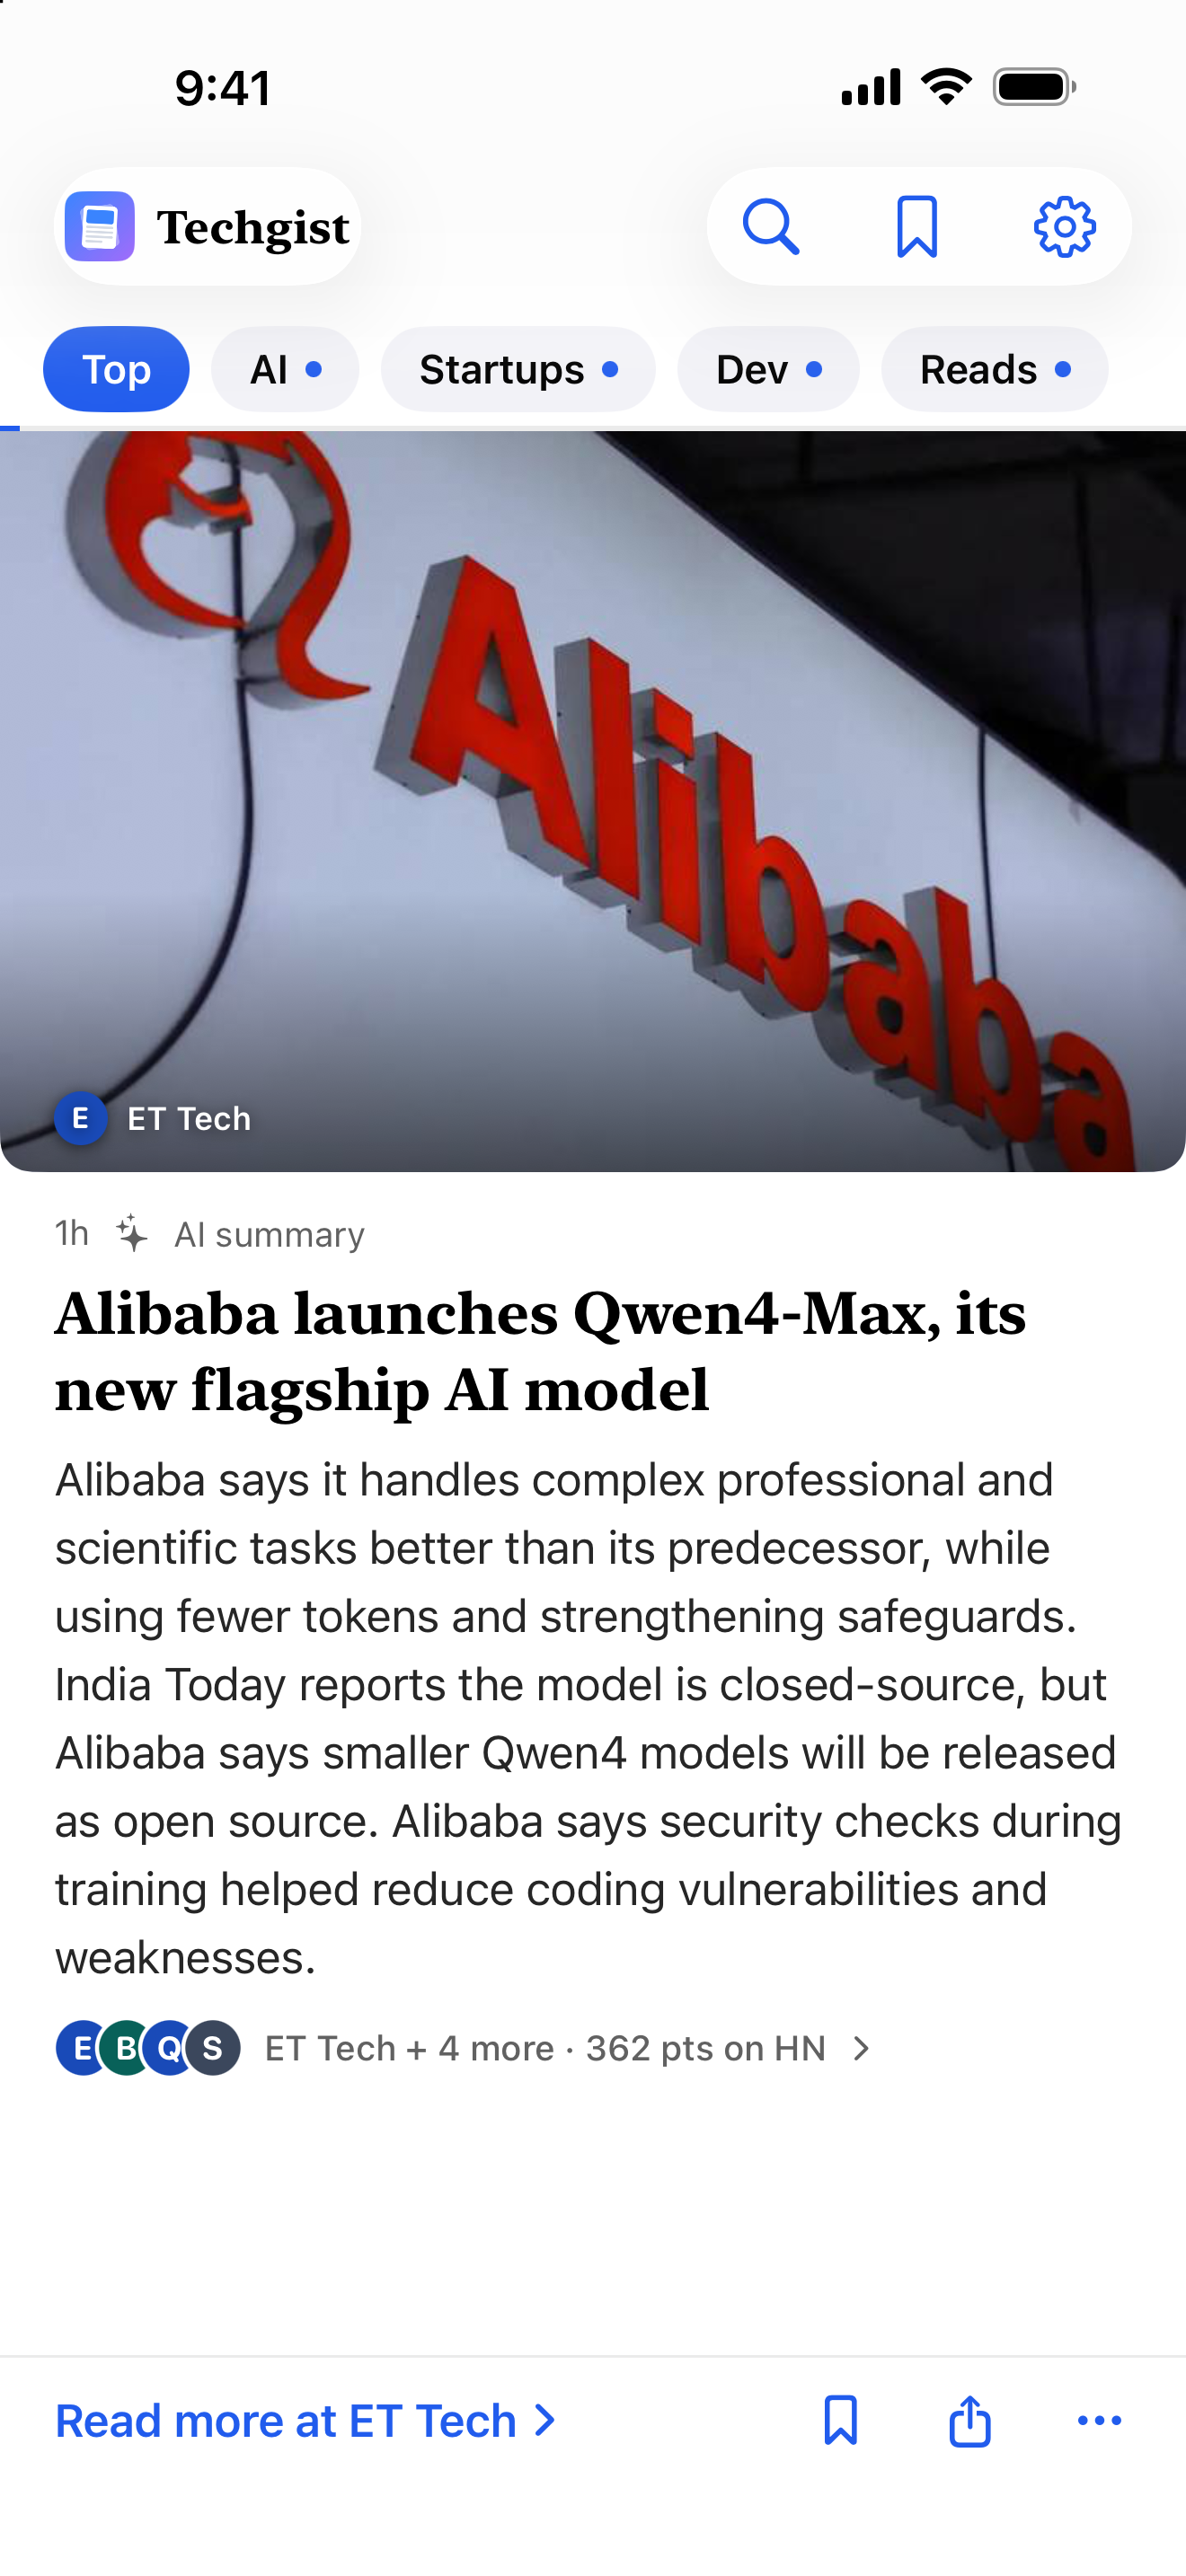 9:41
Techgist
Top
AI
Startups
Dev
Reads
Alibaba
E ET Tech
1h AI summary
Alibaba launches Qwen4-Max, its
new flagship AI model
Alibaba says it handles complex professional and
scientific tasks better than its predecessor, while
using fewer tokens and strengthening safeguards.
India Today reports the model is closed-source, but
Alibaba says smaller Qwen4 models will be released
as open source. Alibaba says security checks during
training helped reduce coding vulnerabilities and
weaknesses.
E B Q S ET Tech + 4 more · 362 pts on HN >
Read more at ET Tech >